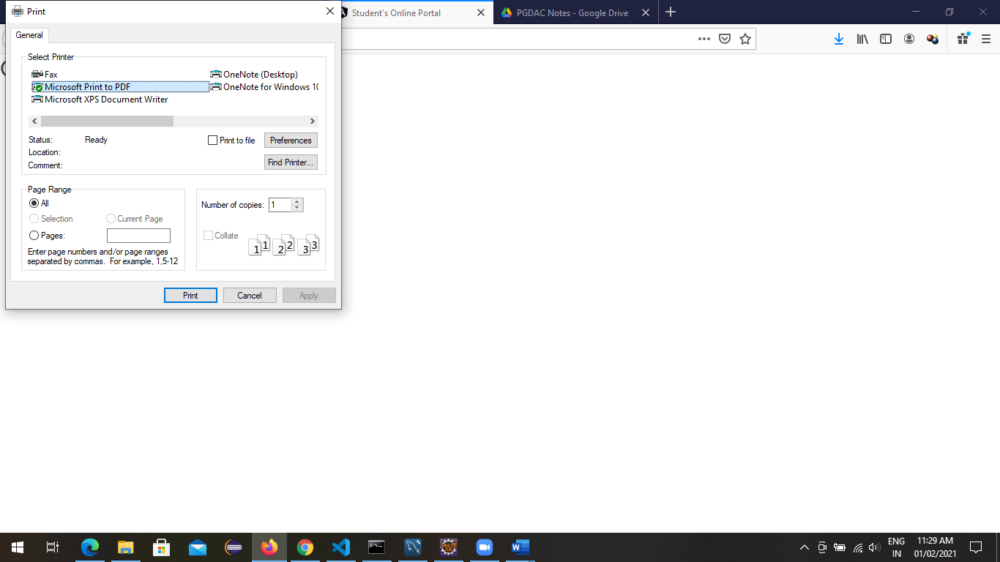 Print
Student's Online Portal
PGDAC Notes - Google Drive
General
Select Printer
Fax
OneNote (Desktop)
Microsoft Print to PDF
OneNote for Windows 10
Microsoft XPS Document Writer
Status: Ready
Print to file
Preferences
Location:
Find Printer...
Comment:
Page Range
All
Number of copies: 1
Selection
Current Page
Pages:
Collate
1 1 2 2 3 3
Enter page numbers and/or page ranges
separated by commas. For example, 1,5-12
Print
Cancel
Apply
ENG
IN
11:29 AM
01/02/2021